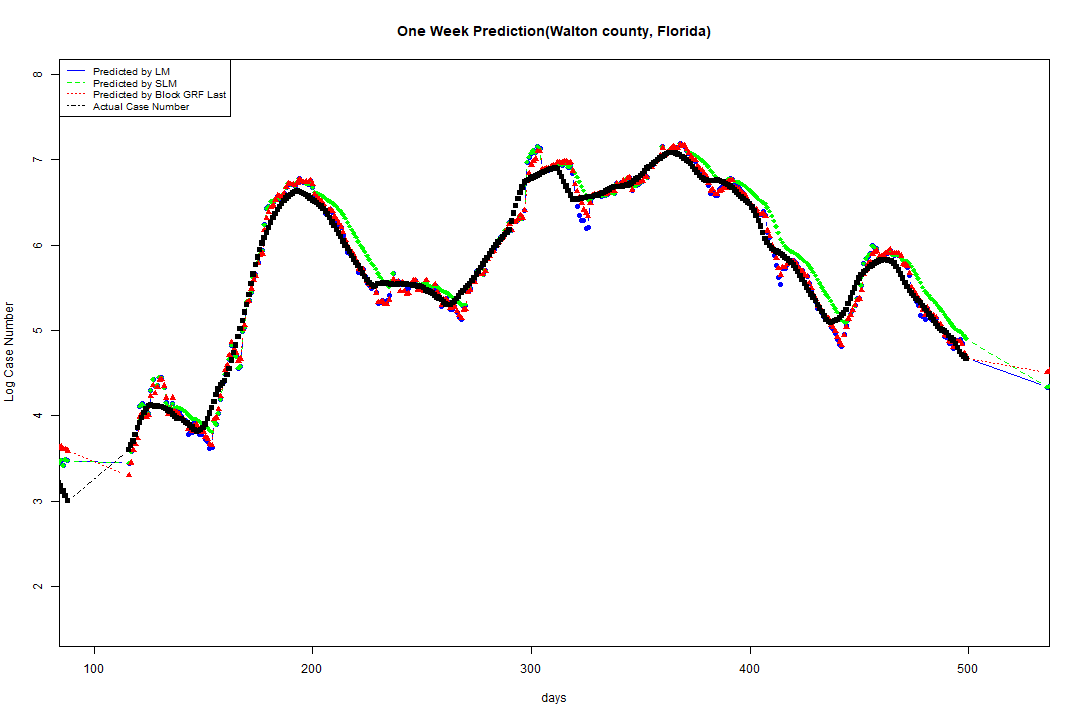 One Week Prediction(Walton county, Florida)
Predicted by LM
Predicted by SLM
Predicted by Block GRF Last
Actual Case Number
8
7
6
5
4
3
2
Log Case Number
100 200 300 400 500
days